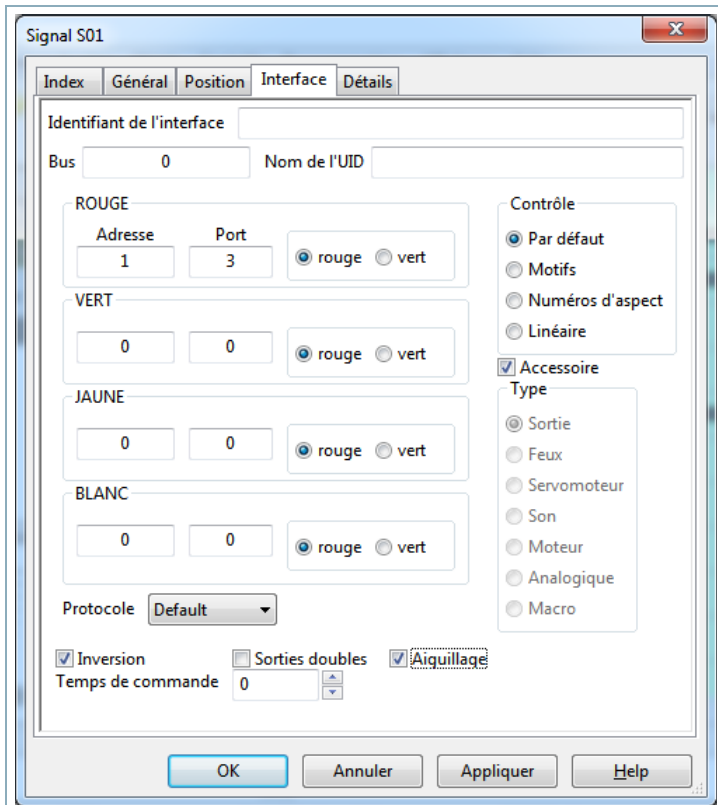 Signal S01
Index Général Position Interface Détails
Identifiant de l'interface
Bus 0 Nom de l'UID
ROUGE
Adresse Port
1 3 rouge vert
VERT
0 0 rouge vert
JAUNE
0 0 rouge vert
BLANC
0 0 rouge vert
Contrôle
Par défaut
Motifs
Numéros d'aspect
Linéaire
Accessoire
Type
Sortie
Feux
Servomoteur
Son
Moteur
Analogique
Macro
Protocole Default
Inversion Sorties doubles Aiguillage
Temps de commande 0
OK Annuler Appliquer Help